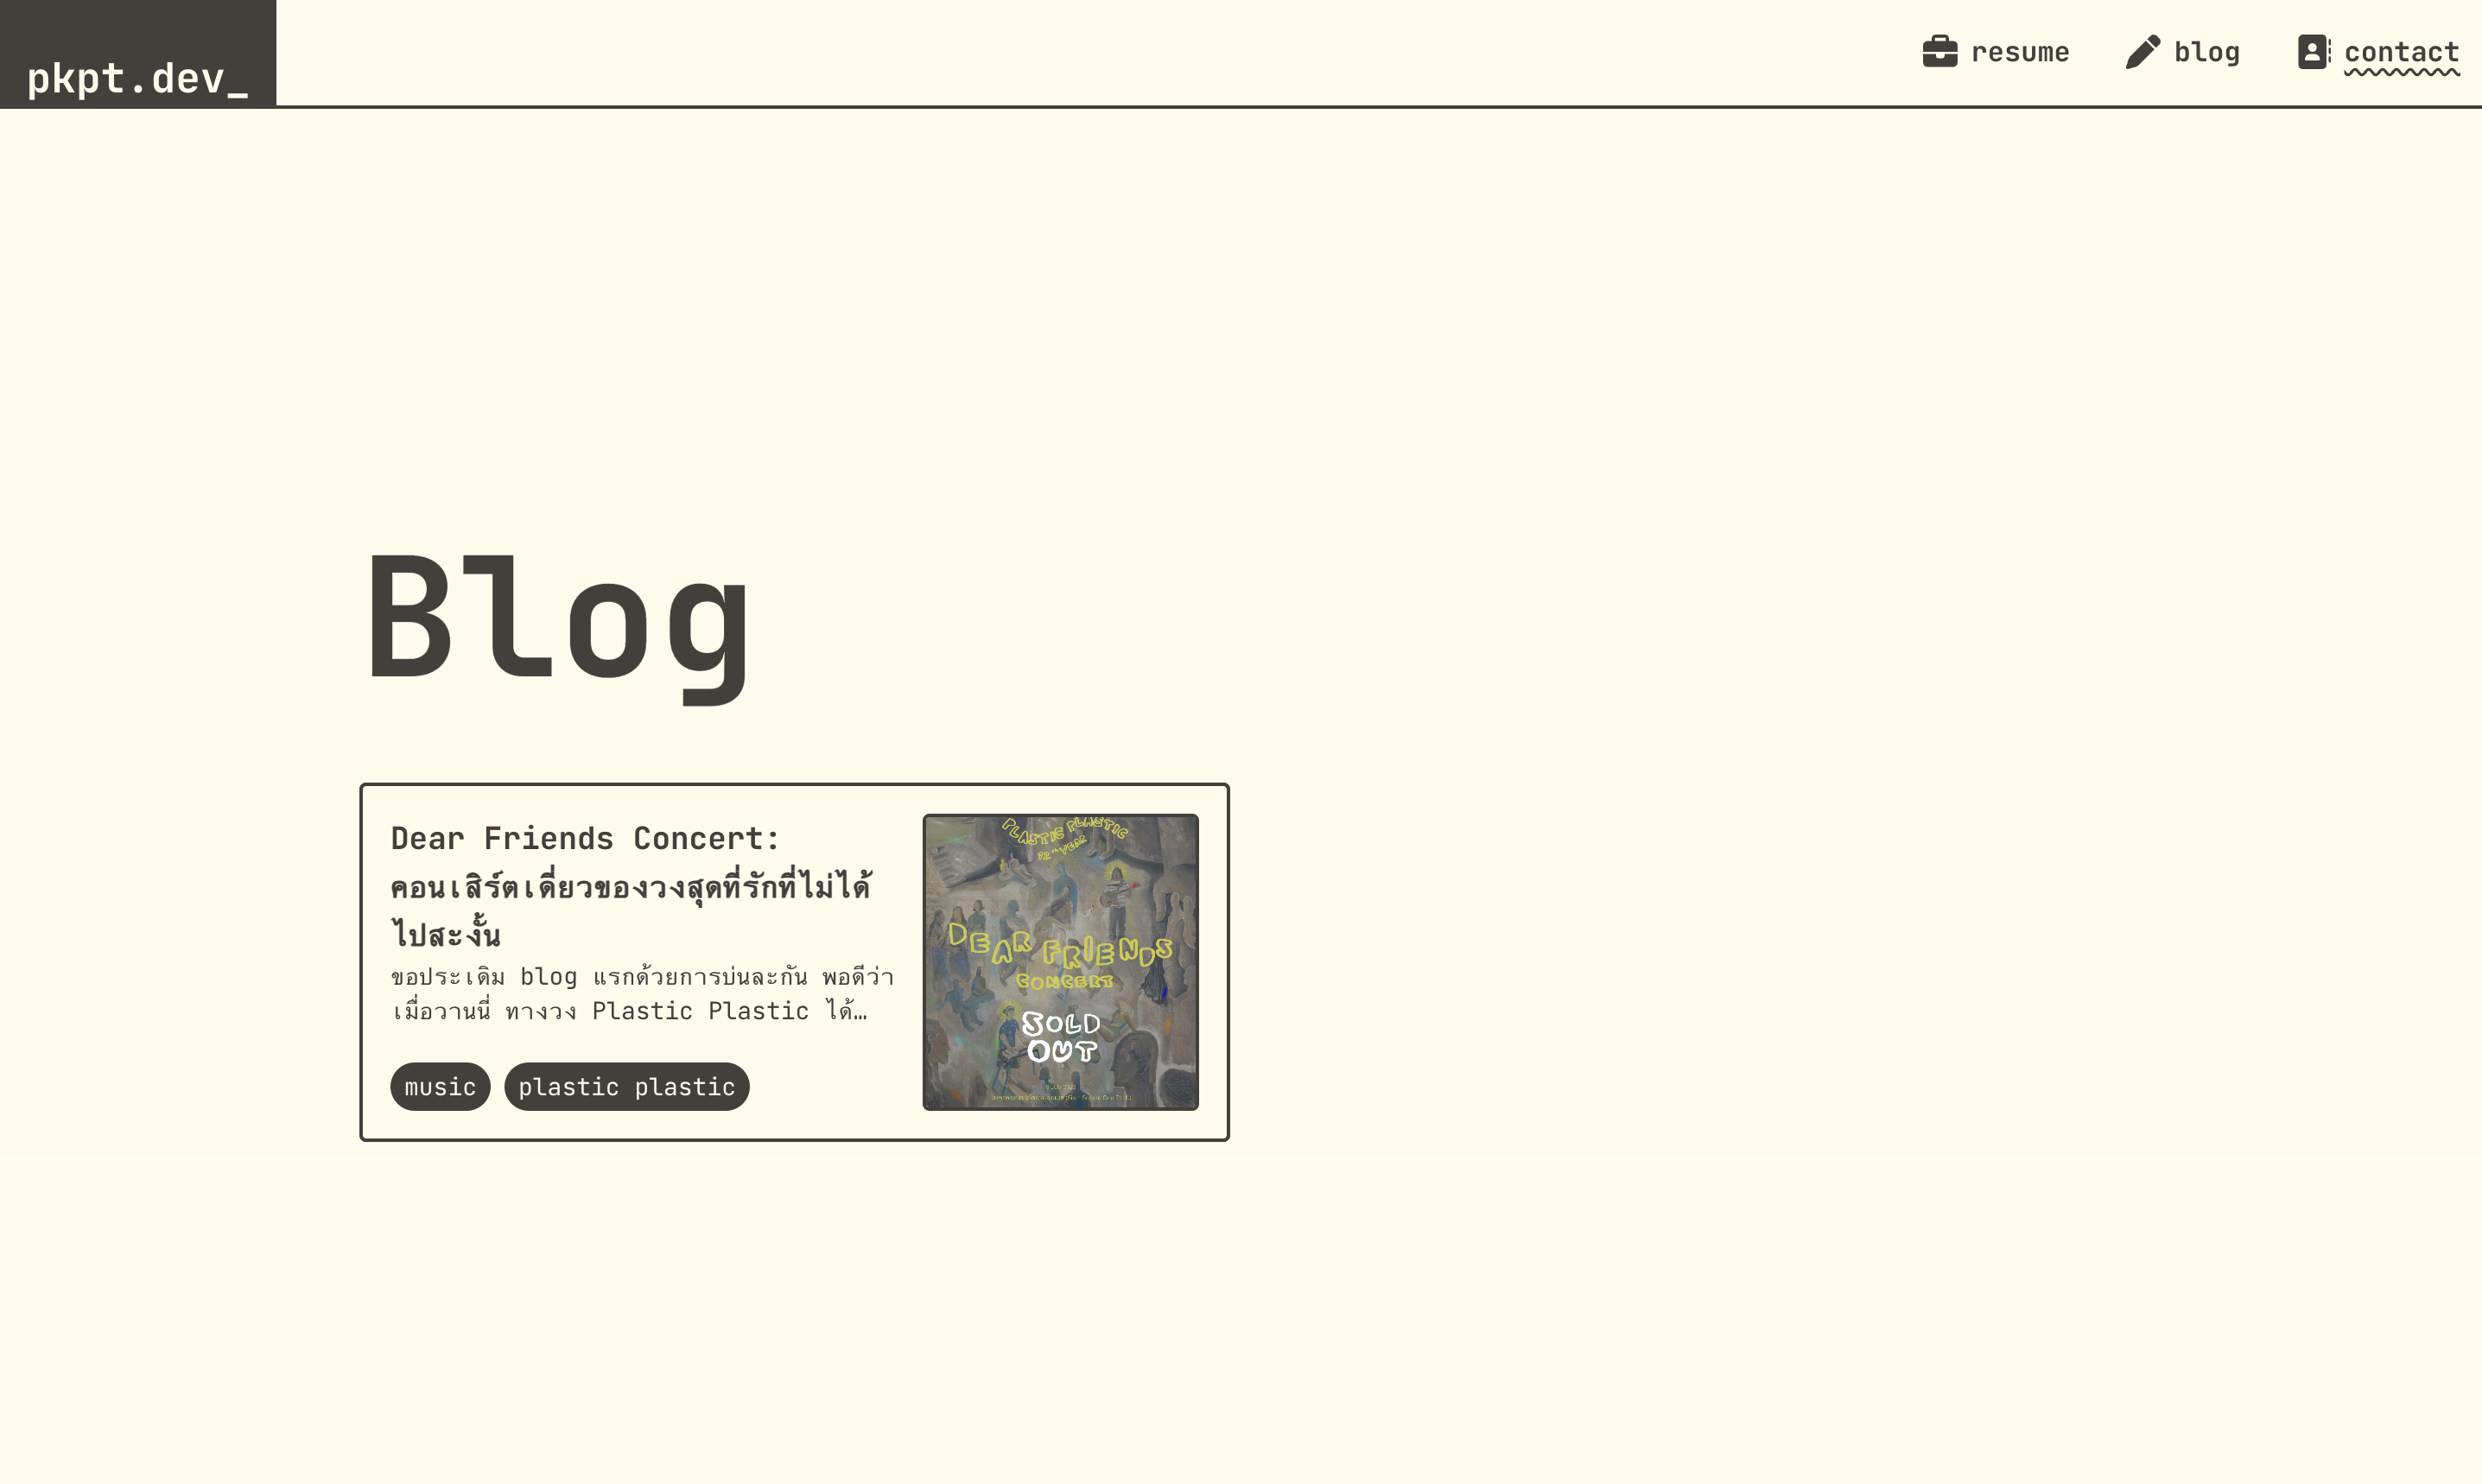 pkpt.dev_
resume
blog
contact
Blog
Dear Friends Concert:
คอนเสิร์ตเดี่ยวของวงสุดที่รักที่ไม่ได้
ไปสะงั้น
ขอประเดิม blog แรกด้วยการบ่นละกัน พอดีว่า
เมื่อวานนี่ ทางวง Plastic Plastic ได้…
music
plastic plastic
PLASTIC PLASTIC
12th YEAR
DEAR FRIENDS
CONCERT
SOLD
OUT